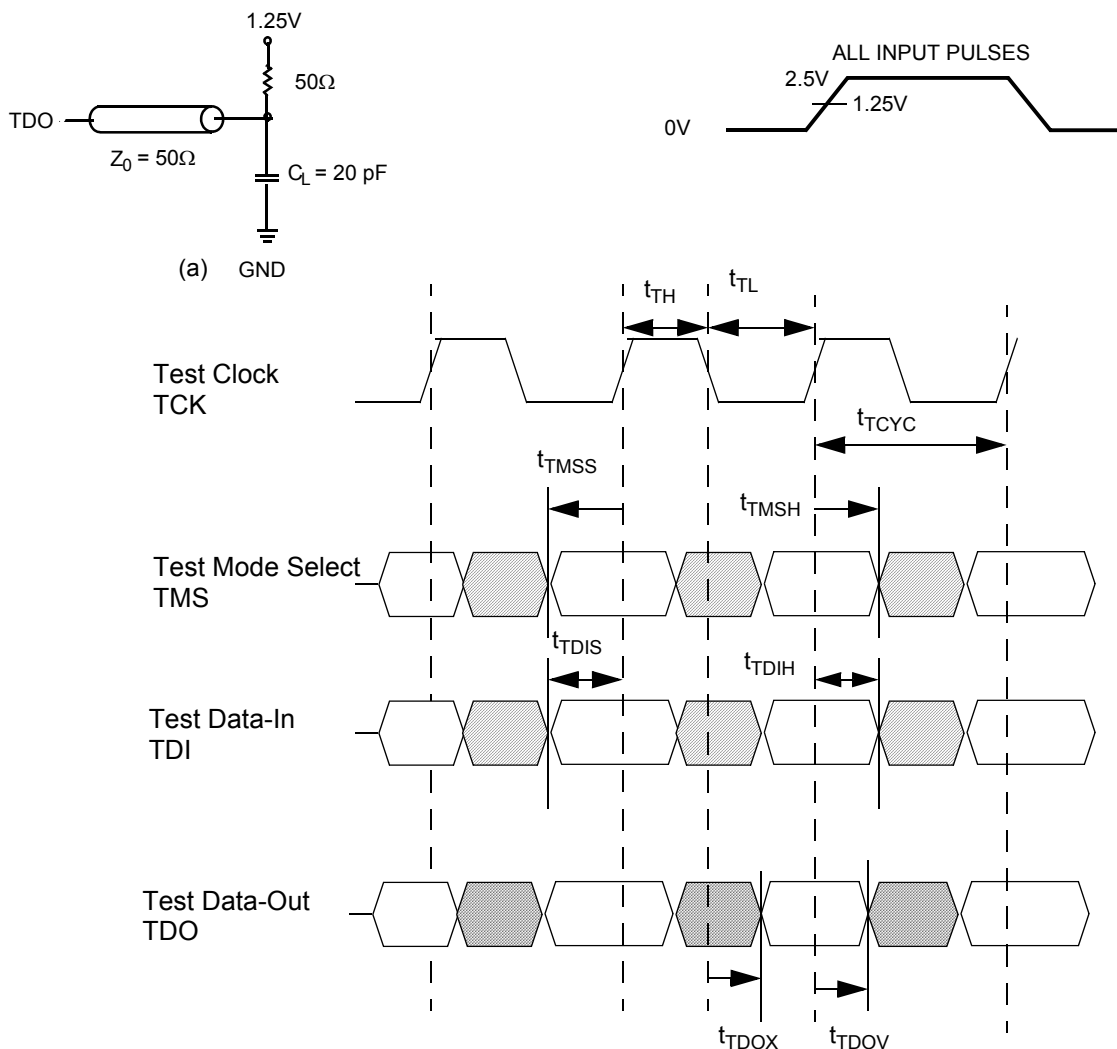 1.25V
ALL INPUT PULSES
2.5V
50Ω
1.25V
TDO
0V
Z0 = 50Ω
CL = 20 pF
(a) GND
tTH
tTL
Test Clock
TCK
tTCYC
tTMSS
tTMSH
Test Mode Select
TMS
tTDIS
tTDIH
Test Data-In
TDI
Test Data-Out
TDO
tTDOX
tTDOV